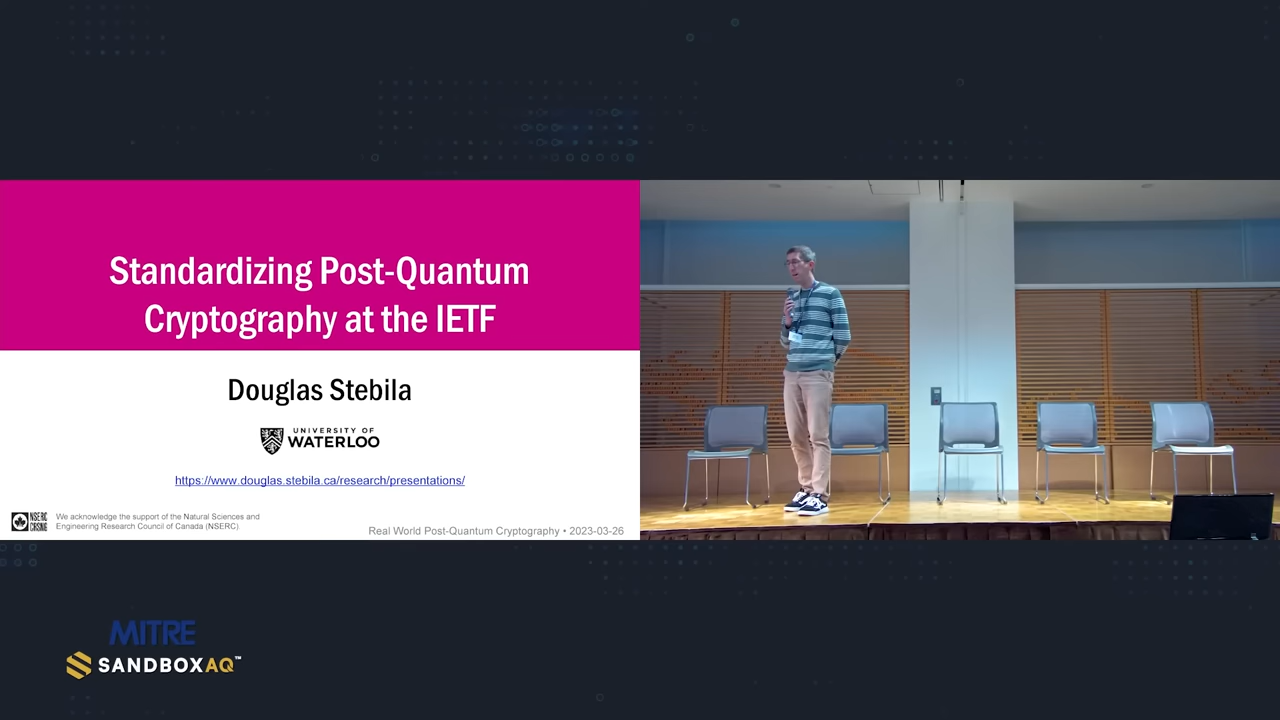 Standardizing Post-Quantum
Cryptography at the IETF
Douglas Stebila
UNIVERSITY OF
WATERLOO
https://www.douglas.stebila.ca/research/presentations/
NSERC
CRSNG
We acknowledge the support of the Natural Sciences and
Engineering Research Council of Canada (NSERC).
Real World Post-Quantum Cryptography • 2023-03-26
MITRE
SANDBOXAQ™